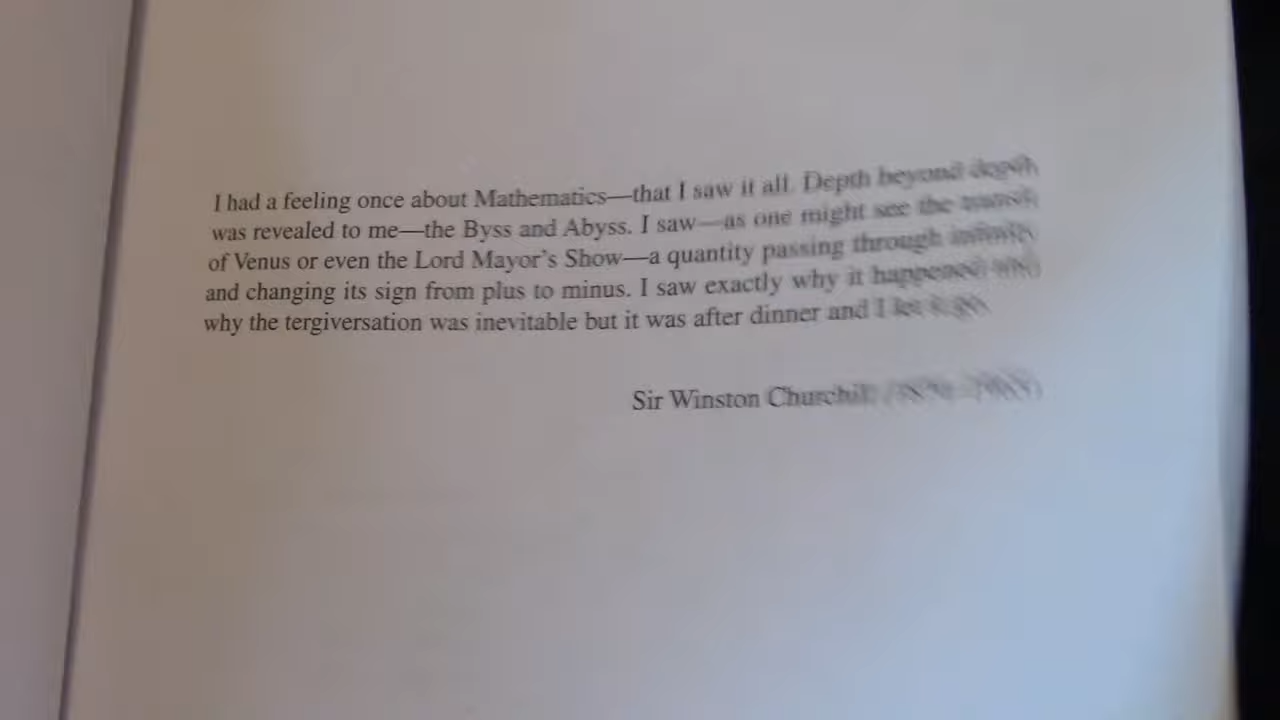 I had a feeling once about Mathematics—that I saw it all. Depth beyond depth
was revealed to me—the Byss and Abyss. I saw—as one might see the transit
of Venus or even the Lord Mayor's Show—a quantity passing through infinity
and changing its sign from plus to minus. I saw exactly why it happened and
why the tergiversation was inevitable but it was after dinner and I let it go.
Sir Winston Churchill